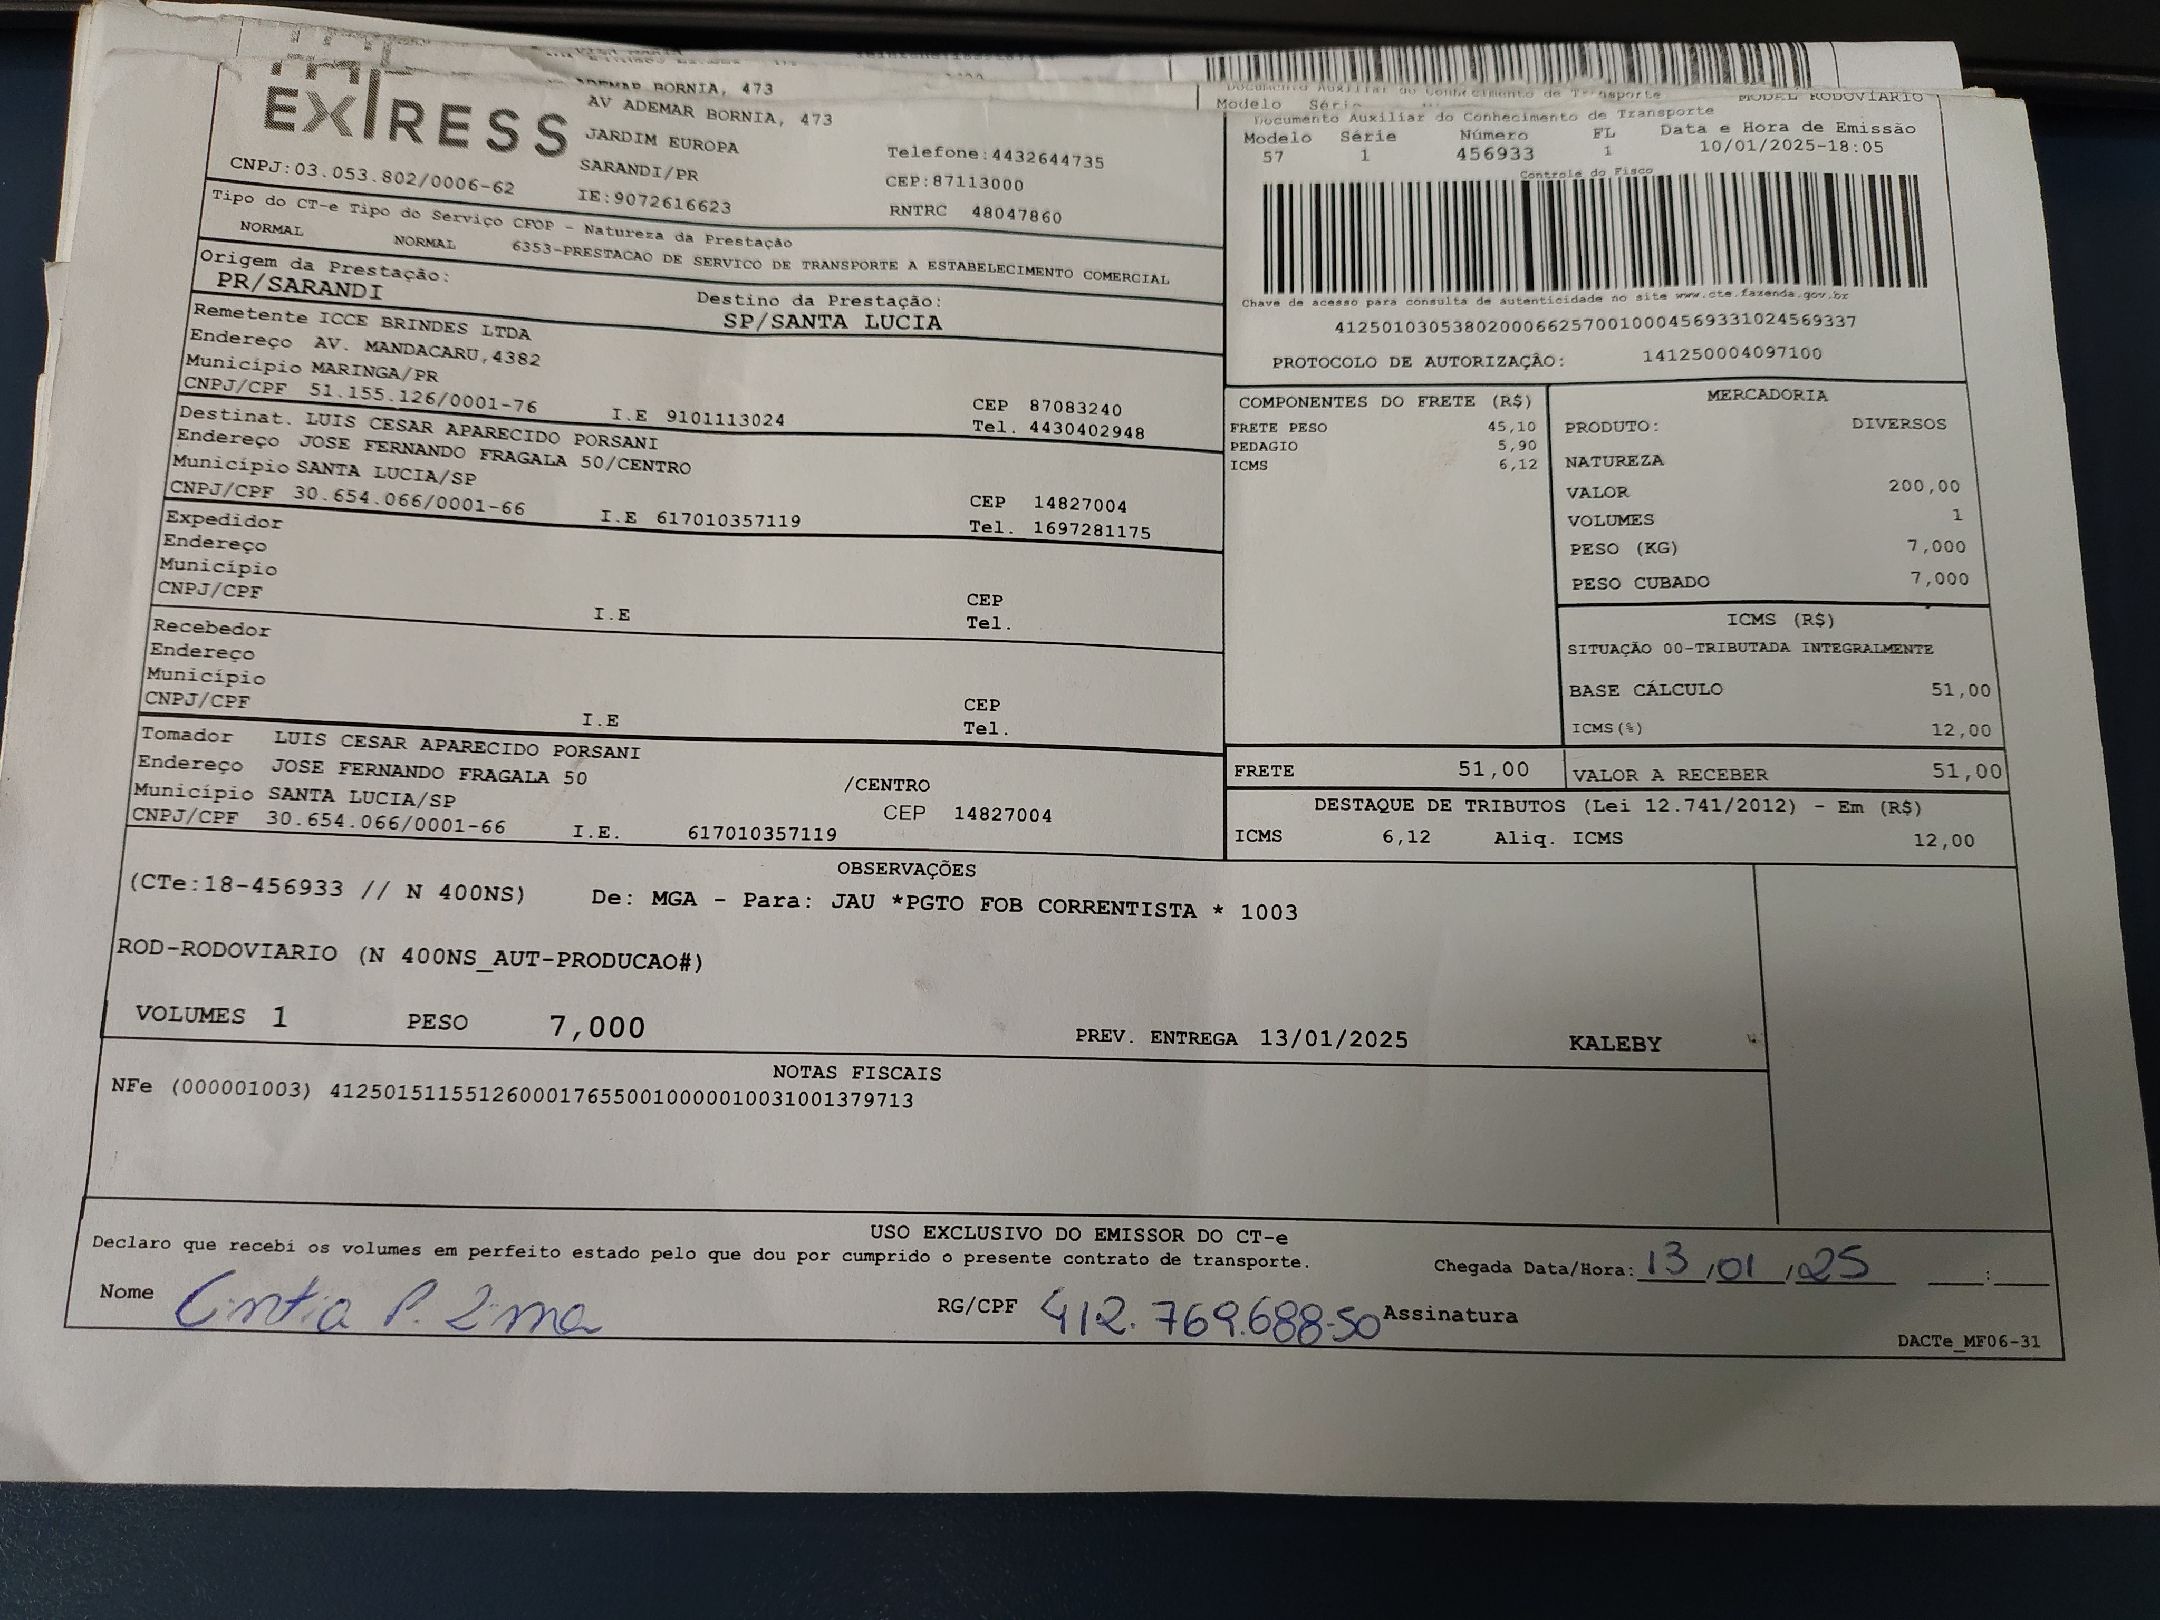 EXPRESS
ADEMAR BORNIA, 473
AV ADEMAR BORNIA, 473
JARDIM EUROPA
SARANDI/PR
CNPJ:03.053.802/0006-62
IE:9072616623
Telefone:4432644735
CEP:87113000
RNTRC 48047860
Documento Auxiliar do Conhecimento de Transporte
Modelo Série MODAL RODOVIÁRIO
Documento Auxiliar do Conhecimento de Transporte
Modelo Série Número FL Data e Hora de Emissão
57 1 456933 1 10/01/2025-18:05
Controle do Fisco
Chave de acesso para consulta de autenticidade no site www.cte.fazenda.gov.br
41250103053802000662570010004569331024569337
PROTOCOLO DE AUTORIZAÇÃO: 141250004097100
Tipo do CT-e Tipo do Serviço CFOP - Natureza da Prestação
NORMAL NORMAL 6353-PRESTACAO DE SERVICO DE TRANSPORTE A ESTABELECIMENTO COMERCIAL
Origem da Prestação:
PR/SARANDI
Destino da Prestação:
SP/SANTA LUCIA
Remetente ICCE BRINDES LTDA
Endereço AV. MANDACARU,4382
Município MARINGA/PR
CNPJ/CPF 51.155.126/0001-76 I.E 9101113024
CEP 87083240
Tel. 4430402948
Destinat. LUIS CESAR APARECIDO PORSANI
Endereço JOSE FERNANDO FRAGALA 50/CENTRO
Município SANTA LUCIA/SP
CNPJ/CPF 30.654.066/0001-66 I.E 617010357119
CEP 14827004
Tel. 1697281175
Expedidor
Endereço
Município
CNPJ/CPF I.E
CEP
Tel.
Recebedor
Endereço
Município
CNPJ/CPF I.E
CEP
Tel.
Tomador LUIS CESAR APARECIDO PORSANI
Endereço JOSE FERNANDO FRAGALA 50 /CENTRO
Município SANTA LUCIA/SP CEP 14827004
CNPJ/CPF 30.654.066/0001-66 I.E. 617010357119
COMPONENTES DO FRETE (R$)
FRETE PESO 45,10
PEDAGIO 5,90
ICMS 6,12
MERCADORIA
PRODUTO: DIVERSOS
NATUREZA
VALOR 200,00
VOLUMES 1
PESO (KG) 7,000
PESO CUBADO 7,000
ICMS (R$)
SITUAÇÃO 00-TRIBUTADA INTEGRALMENTE
BASE CÁLCULO 51,00
ICMS(%) 12,00
FRETE 51,00 VALOR A RECEBER 51,00
DESTAQUE DE TRIBUTOS (Lei 12.741/2012) - Em (R$)
ICMS 6,12 Aliq. ICMS 12,00
OBSERVAÇÕES
(CTe:18-456933 // N 400NS) De: MGA - Para: JAU *PGTO FOB CORRENTISTA * 1003
ROD-RODOVIARIO (N 400NS_AUT-PRODUCAO#)
VOLUMES 1 PESO 7,000 PREV. ENTREGA 13/01/2025 KALEBY
NOTAS FISCAIS
NFe (000001003) 41250151155126000176550010000010031001379713
USO EXCLUSIVO DO EMISSOR DO CT-e
Declaro que recebi os volumes em perfeito estado pelo que dou por cumprido o presente contrato de transporte.
Chegada Data/Hora: 13/01/25 __:__
Nome Cintia P. Lima RG/CPF 412.769.688-50 Assinatura
DACTe_MF06-31